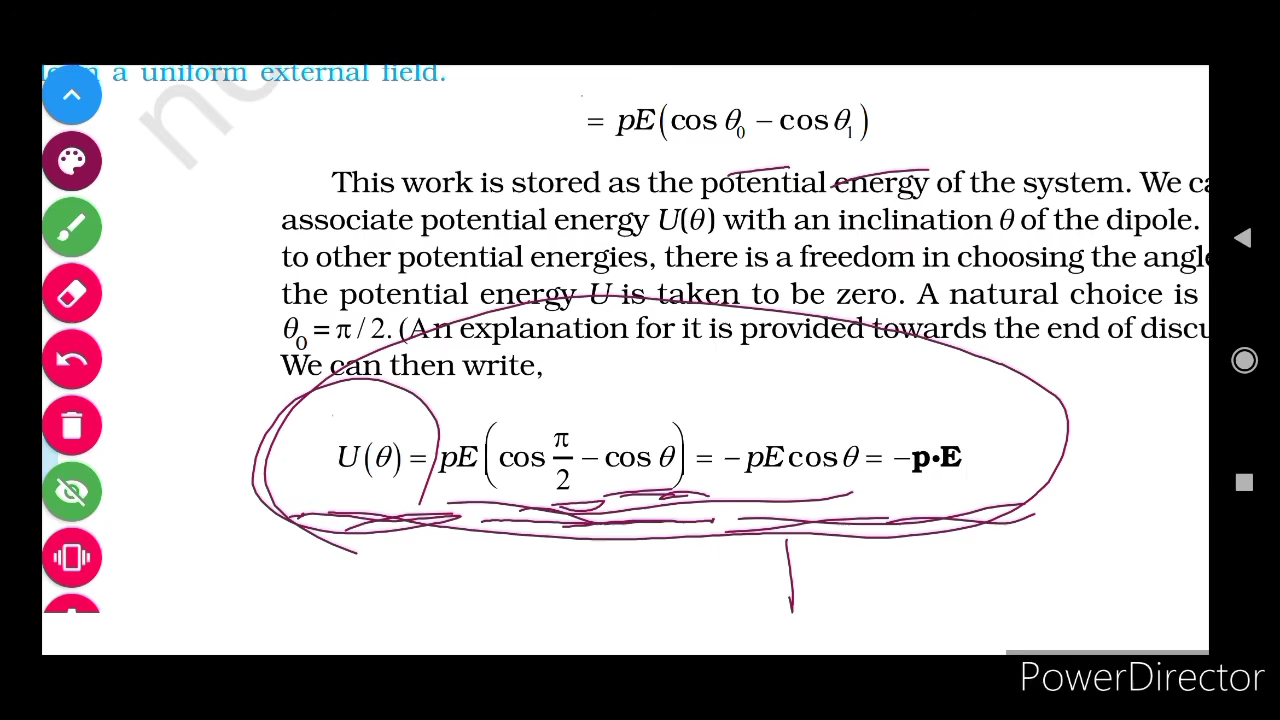 in a uniform external field.
= pE(cos θ₀ − cos θ₁)
This work is stored as the potential energy of the system. We ca
associate potential energy U(θ) with an inclination θ of the dipole.
to other potential energies, there is a freedom in choosing the angle
the potential energy U is taken to be zero. A natural choice is
θ₀ = π / 2. (An explanation for it is provided towards the end of discu
We can then write,
U(θ) = pE(cos π/2 − cos θ) = −pE cos θ = −p·E
PowerDirector